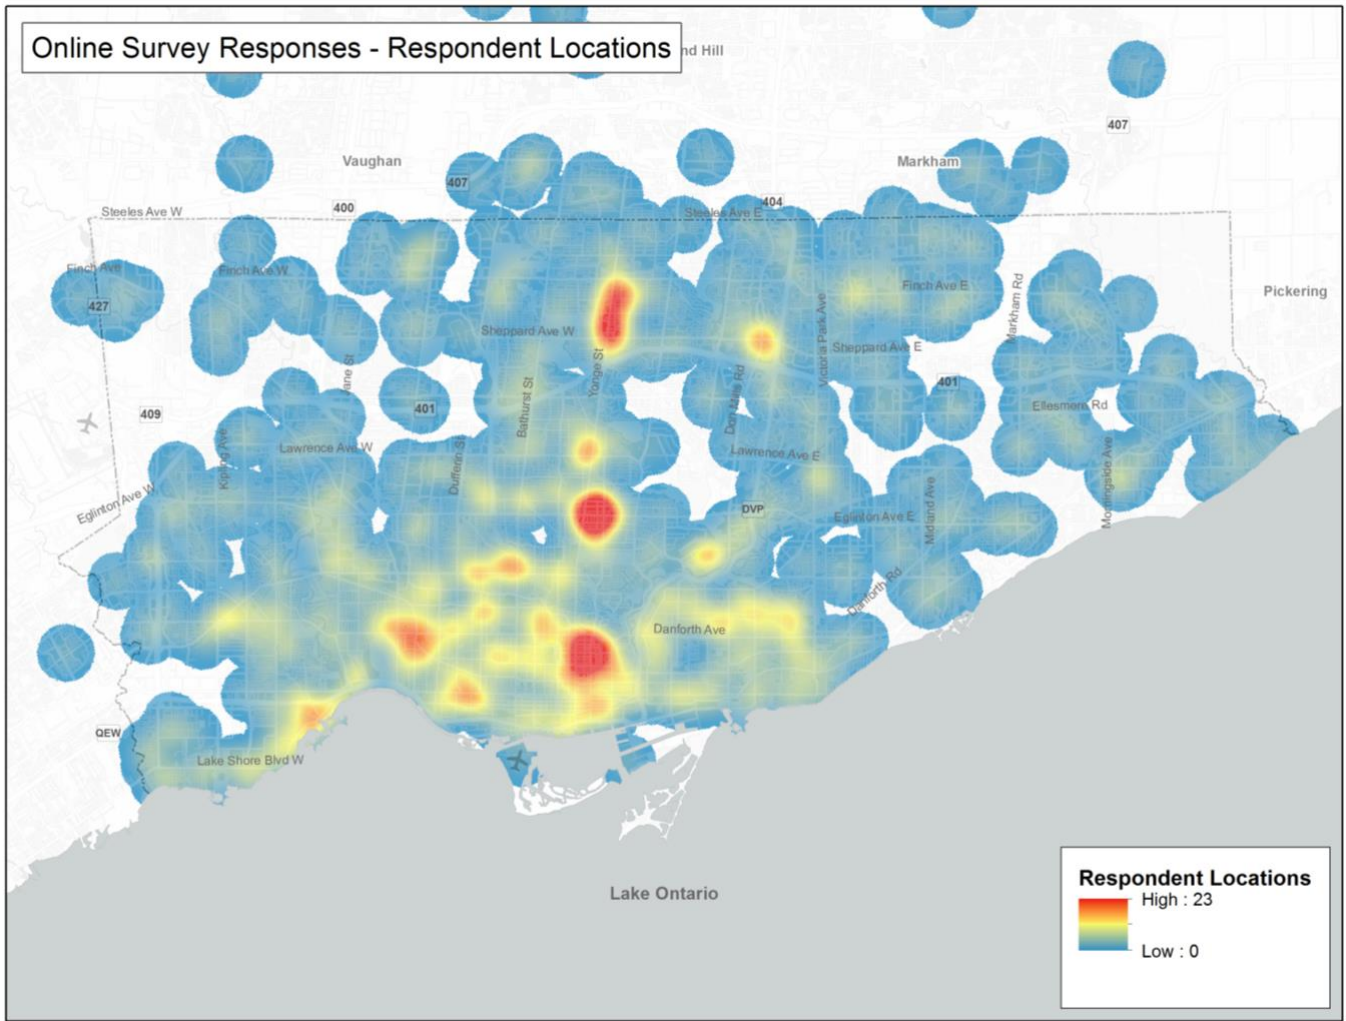 Online Survey Responses - Respondent Locations
nd Hill
407
Vaughan
Markham
407
404
400
Steeles Ave W
Steeles Ave E
Finch Ave
Finch Ave W
427
Finch Ave E
Markham Rd
Pickering
Sheppard Ave W
Victoria Park Ave
Sheppard Ave E
Yonge St
Jane St
Don Mills Rd
401
Bathurst St
401
Ellesmere Rd
409
Kipling Ave
Lawrence Ave W
Dufferin St
Lawrence Ave E
Morningside Ave
Eglinton Ave W
Midland Ave
DVP
Eglinton Ave E
Danforth Rd
Danforth Ave
QEW
Lake Shore Blvd W
Lake Ontario
Respondent Locations
High : 23
Low : 0